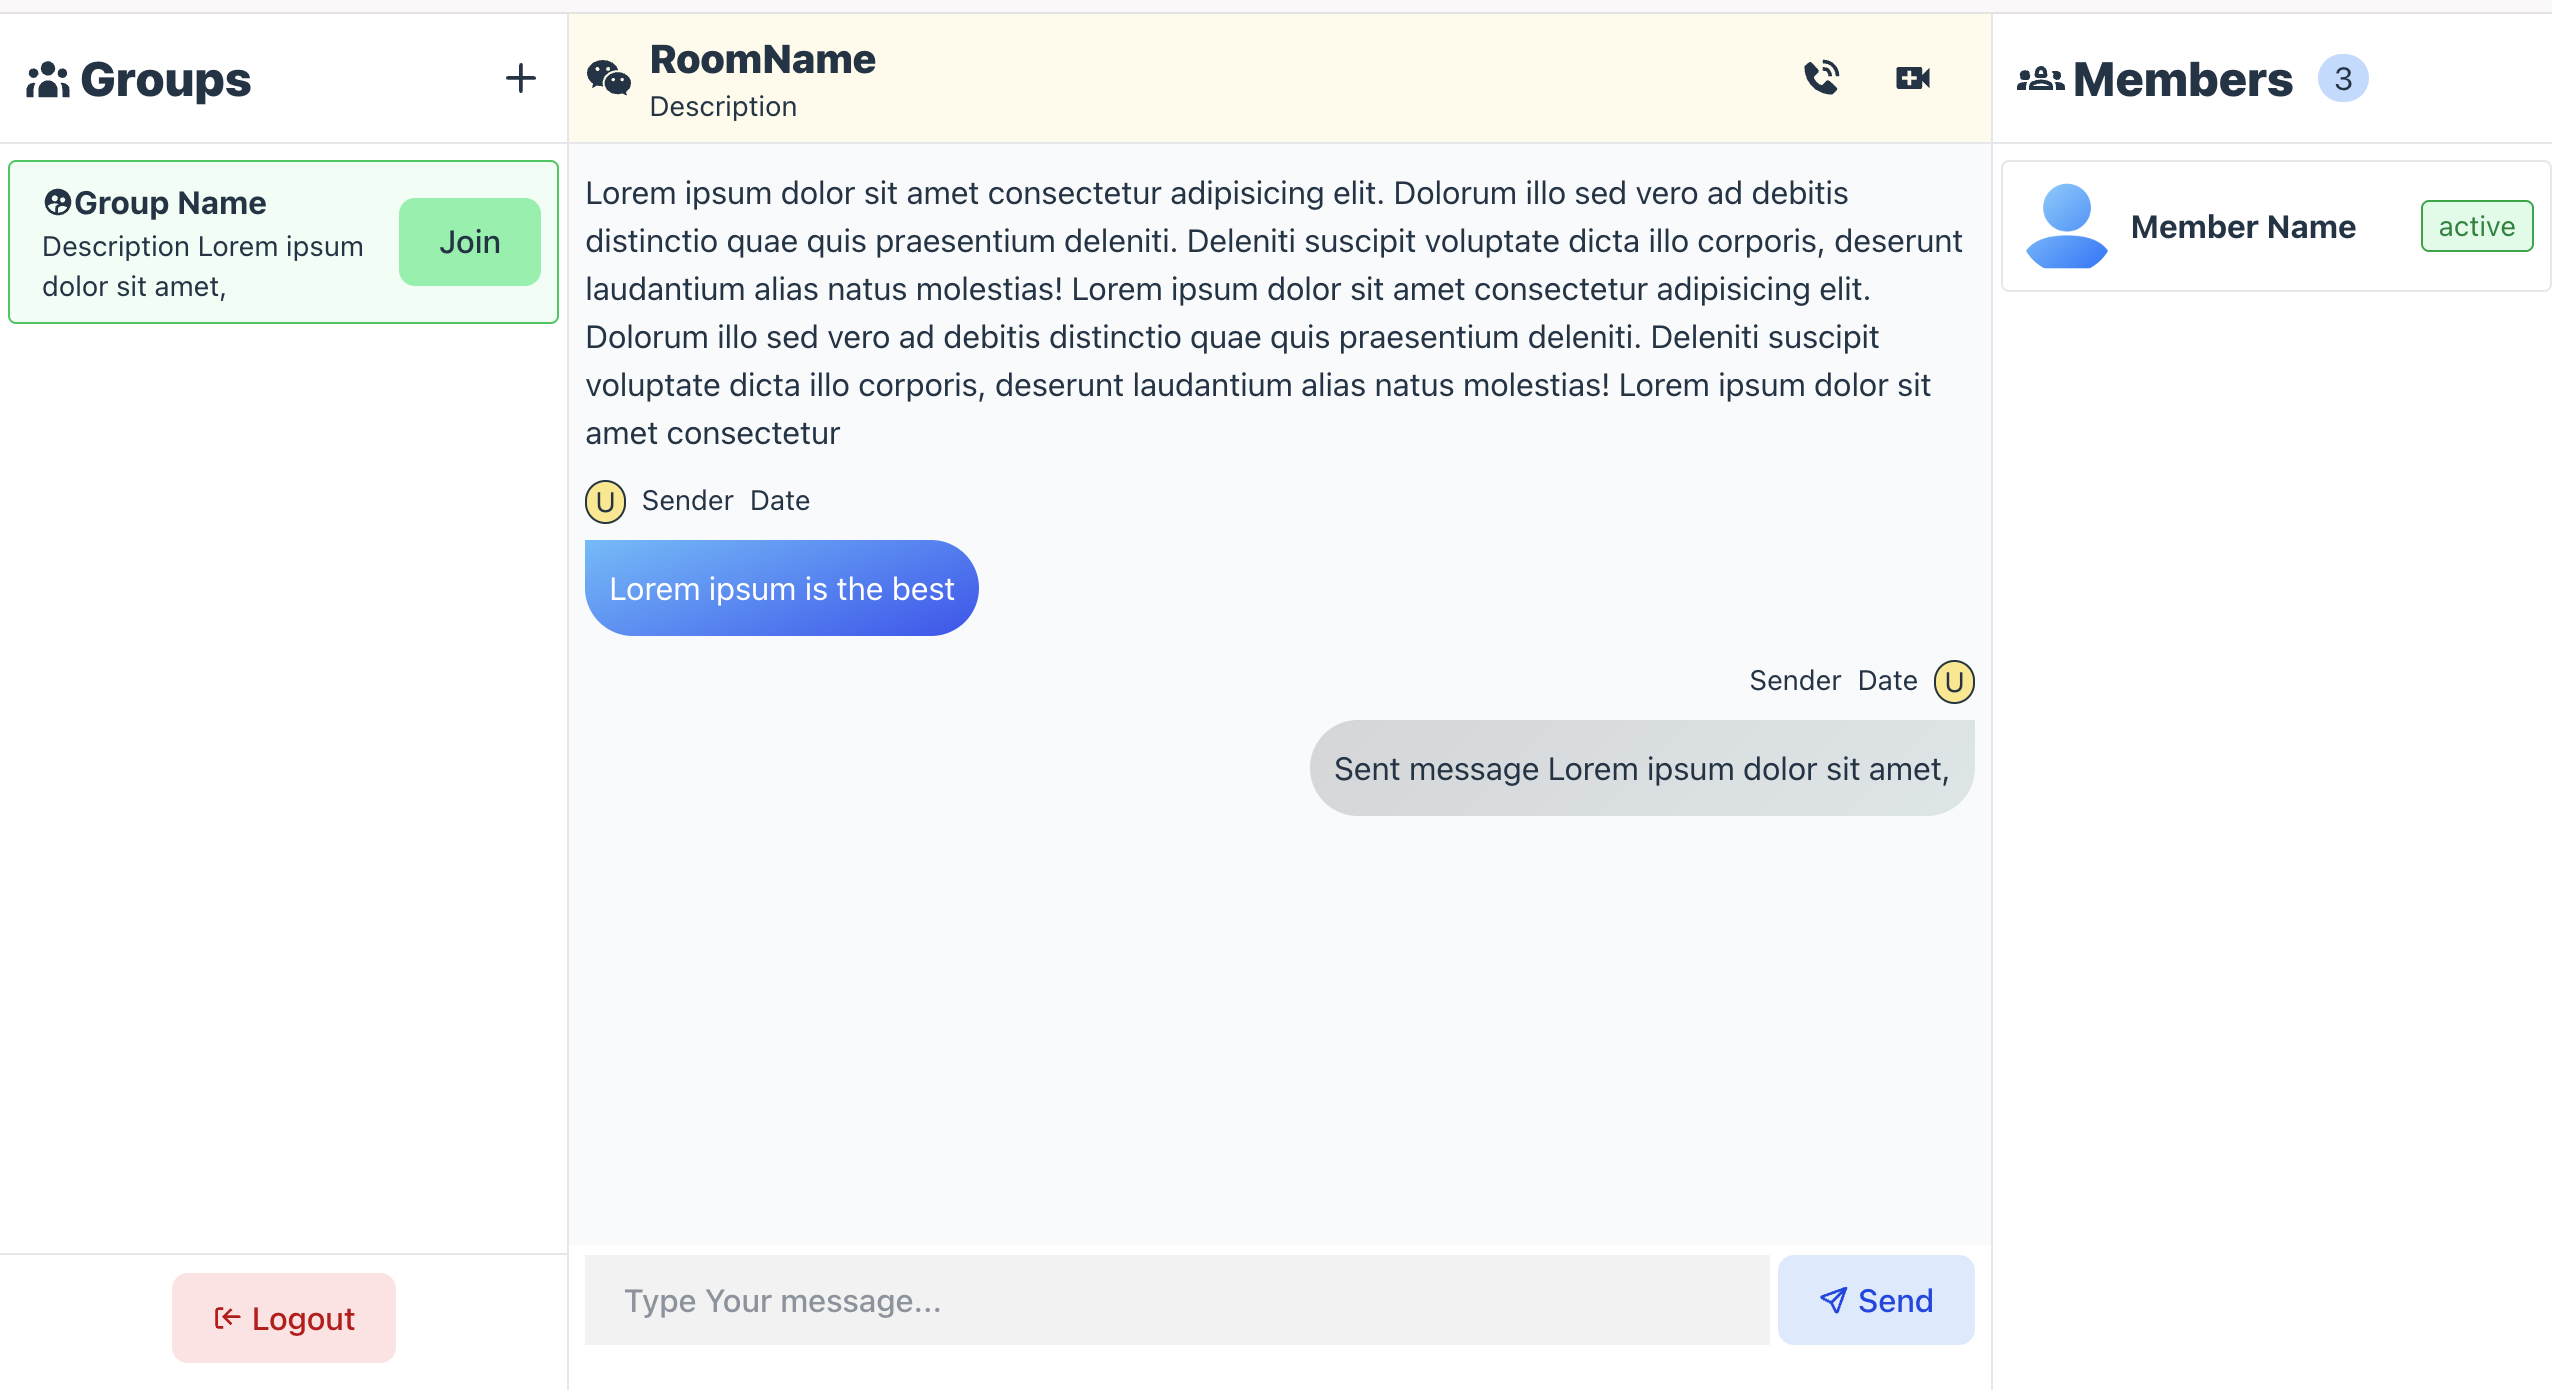 Groups
Group Name
Description Lorem ipsum
dolor sit amet,
Join
Logout
RoomName
Description
Lorem ipsum dolor sit amet consectetur adipisicing elit. Dolorum illo sed vero ad debitis
distinctio quae quis praesentium deleniti. Deleniti suscipit voluptate dicta illo corporis, deserunt
laudantium alias natus molestias! Lorem ipsum dolor sit amet consectetur adipisicing elit.
Dolorum illo sed vero ad debitis distinctio quae quis praesentium deleniti. Deleniti suscipit
voluptate dicta illo corporis, deserunt laudantium alias natus molestias! Lorem ipsum dolor sit
amet consectetur
U Sender Date
Lorem ipsum is the best
Sender Date U
Sent message Lorem ipsum dolor sit amet,
Type Your message...
Send
Members 3
Member Name active